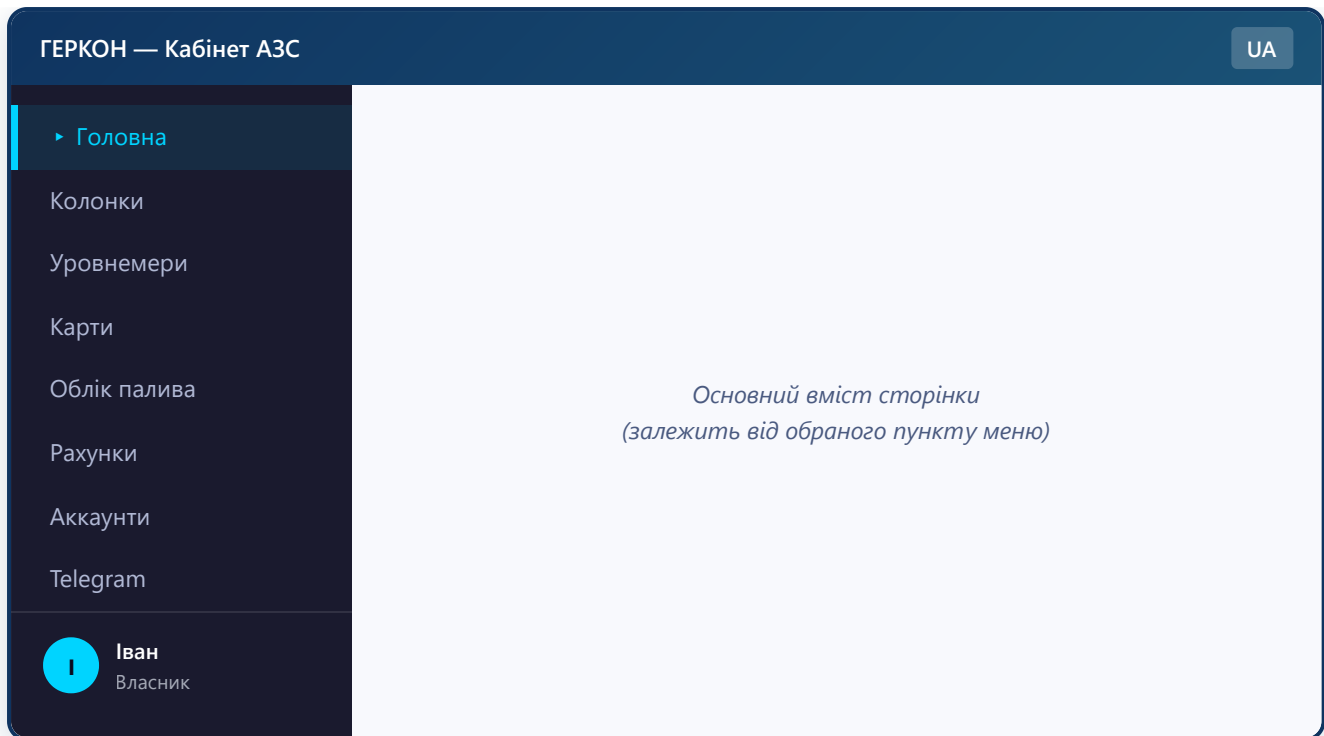 ГЕРКОН — Кабінет АЗС
UA
‣ Головна
Колонки
Уровнемери
Карти
Облік палива
Рахунки
Аккаунти
Telegram
І
Іван
Власник
Основний вміст сторінки
(залежить від обраного пункту меню)